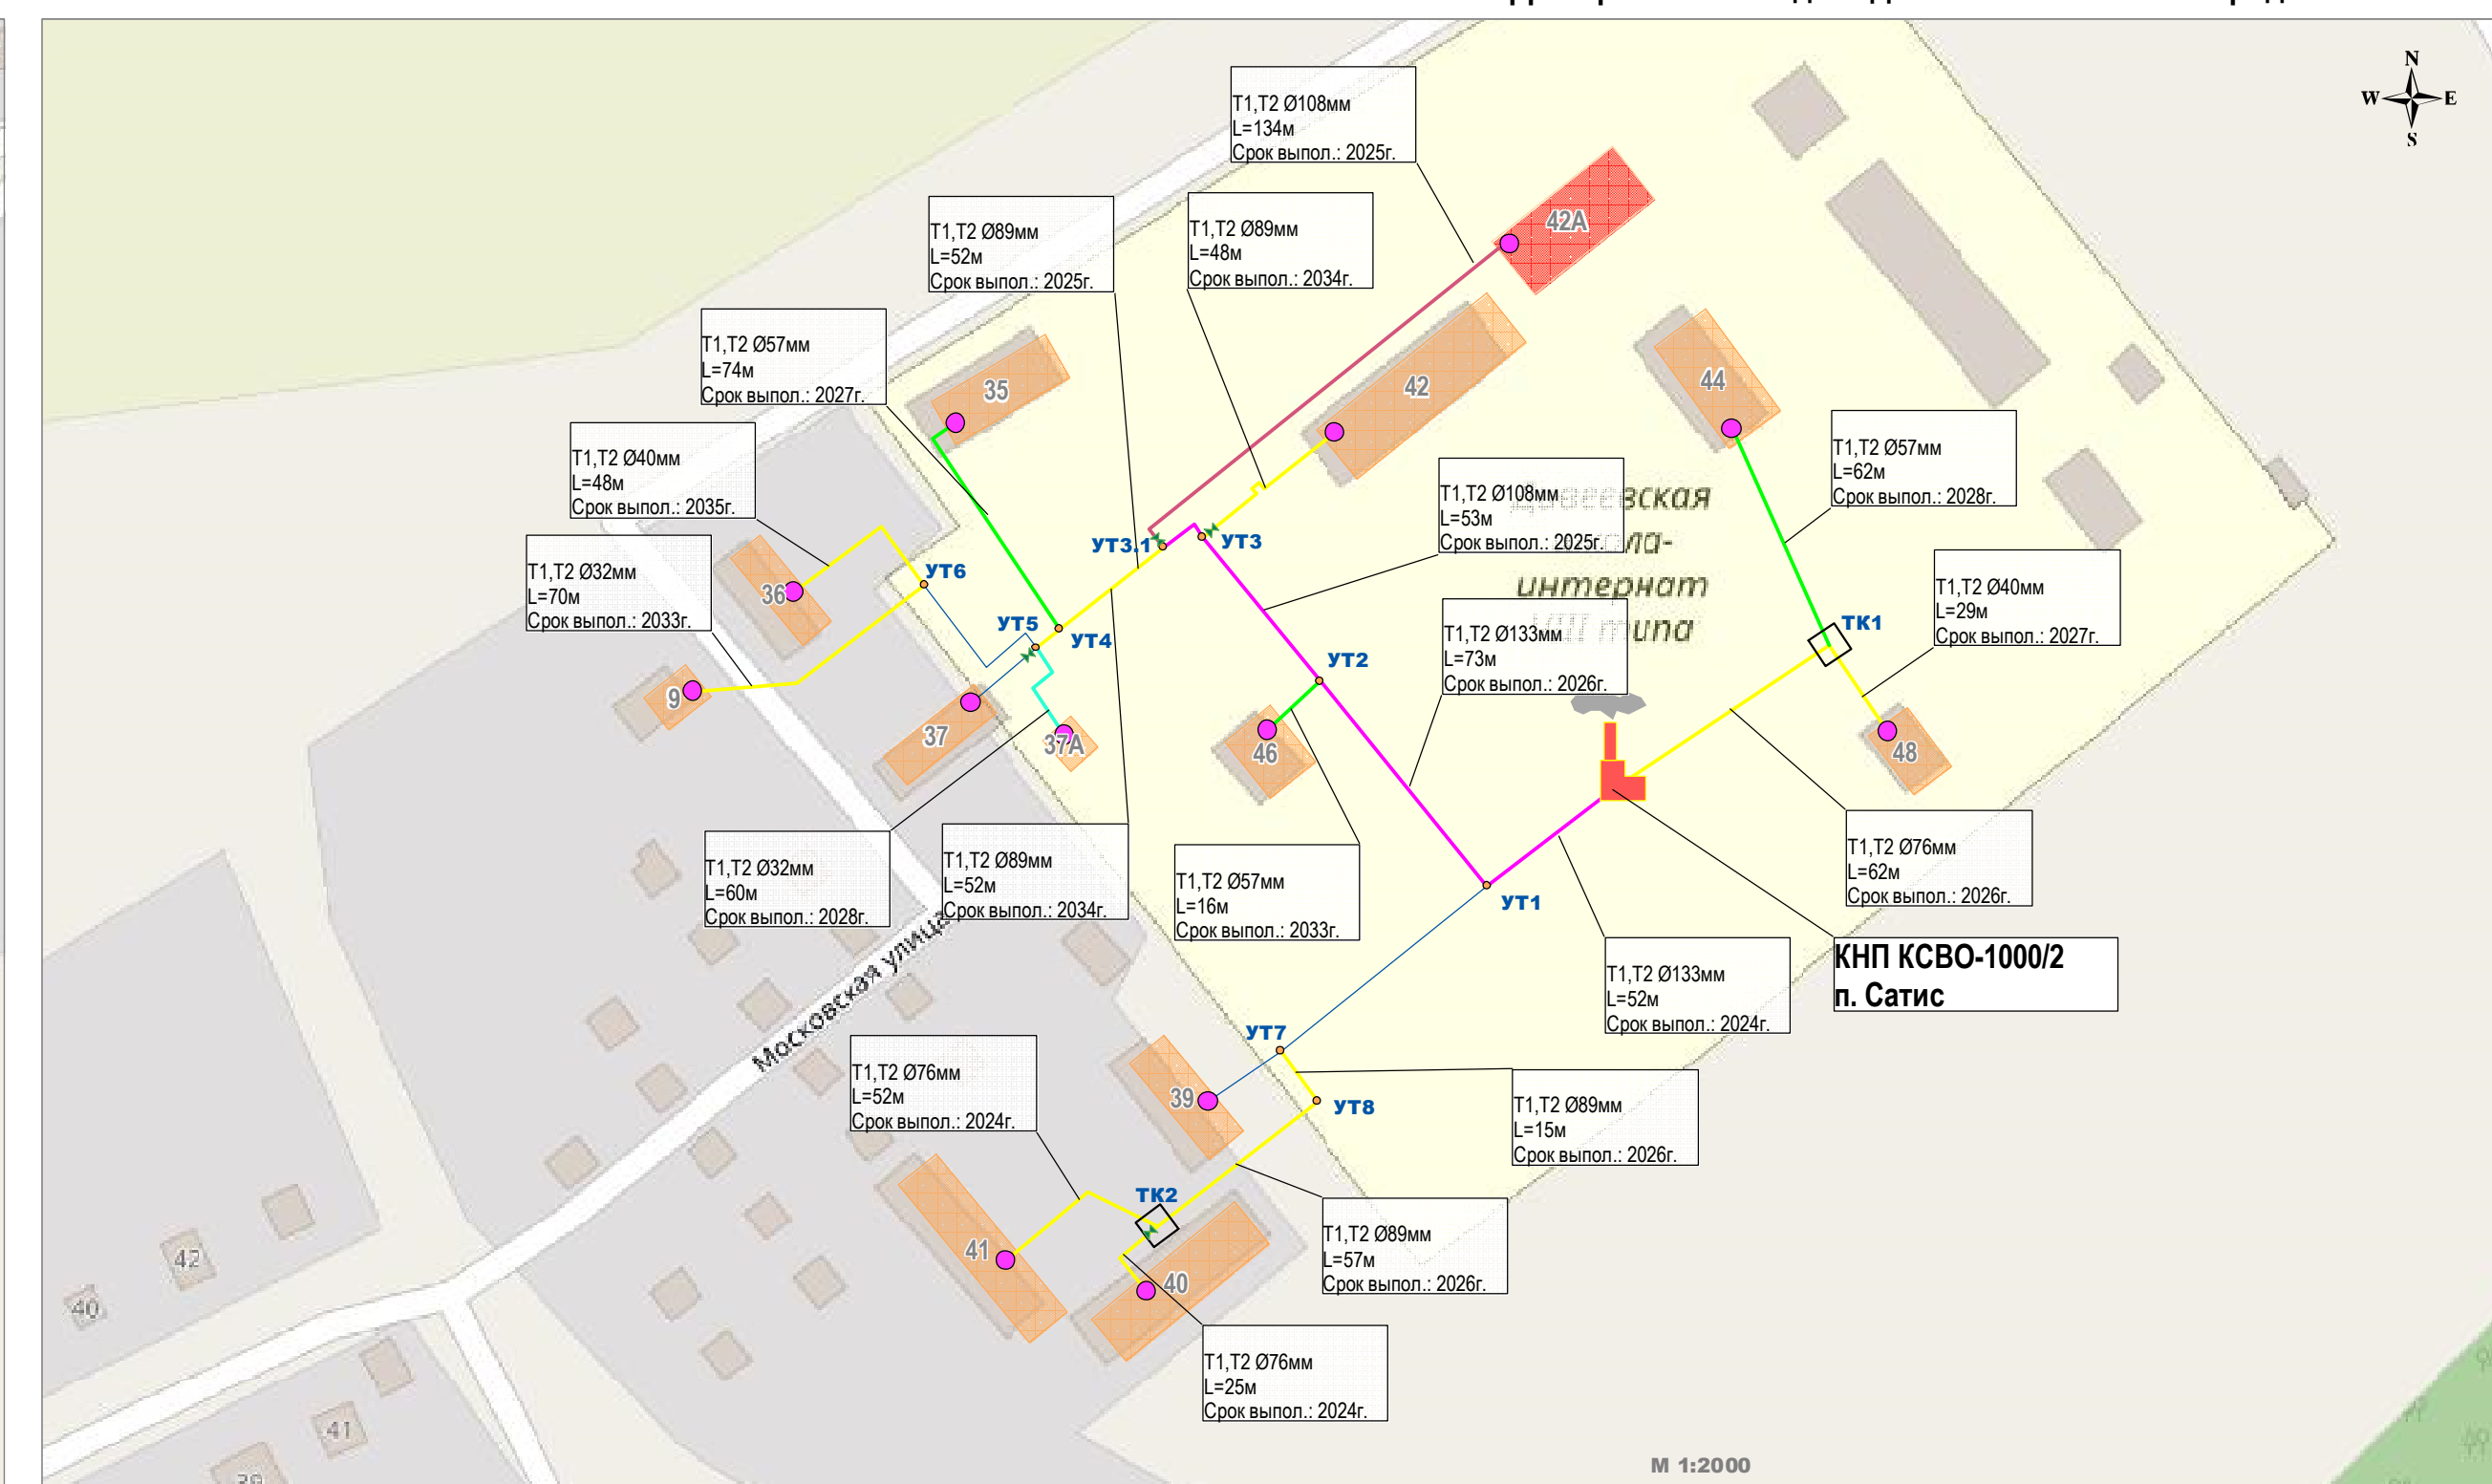 N
W E
S
Т1,Т2 Ø108мм
L=134м
Срок выпол.: 2025г.
Т1,Т2 Ø89мм
L=52м
Срок выпол.: 2025г.
Т1,Т2 Ø89мм
L=48м
Срок выпол.: 2034г.
42А
Т1,Т2 Ø57мм
L=74м
Срок выпол.: 2027г.
35
42
44
Т1,Т2 Ø40мм
L=48м
Срок выпол.: 2035г.
Т1,Т2 Ø57мм
L=62м
Срок выпол.: 2028г.
Т1,Т2 Ø108мм
L=53м
Срок выпол.: 2025г.
интернат
Т1,Т2 Ø32мм
L=70м
Срок выпол.: 2033г.
УТ3.1
УТ3
УТ6
36
УТ5
УТ4
Т1,Т2 Ø40мм
L=29м
Срок выпол.: 2027г.
ТК1
Т1,Т2 Ø133мм
L=73м
Срок выпол.: 2026г.
VIII типа
УТ2
9
37
37А
46
48
Т1,Т2 Ø32мм
L=60м
Срок выпол.: 2028г.
Т1,Т2 Ø89мм
L=52м
Срок выпол.: 2034г.
Т1,Т2 Ø57мм
L=16м
Срок выпол.: 2033г.
Т1,Т2 Ø76мм
L=62м
Срок выпол.: 2026г.
УТ1
Московская улица
Т1,Т2 Ø133мм
L=52м
Срок выпол.: 2024г.
КНП КСВО-1000/2
п. Сатис
УТ7
Т1,Т2 Ø76мм
L=52м
Срок выпол.: 2024г.
39
УТ8
Т1,Т2 Ø89мм
L=15м
Срок выпол.: 2026г.
ТК2
Т1,Т2 Ø89мм
L=57м
Срок выпол.: 2026г.
41
40
42
40
Т1,Т2 Ø76мм
L=25м
Срок выпол.: 2024г.
41
39
М 1:2000